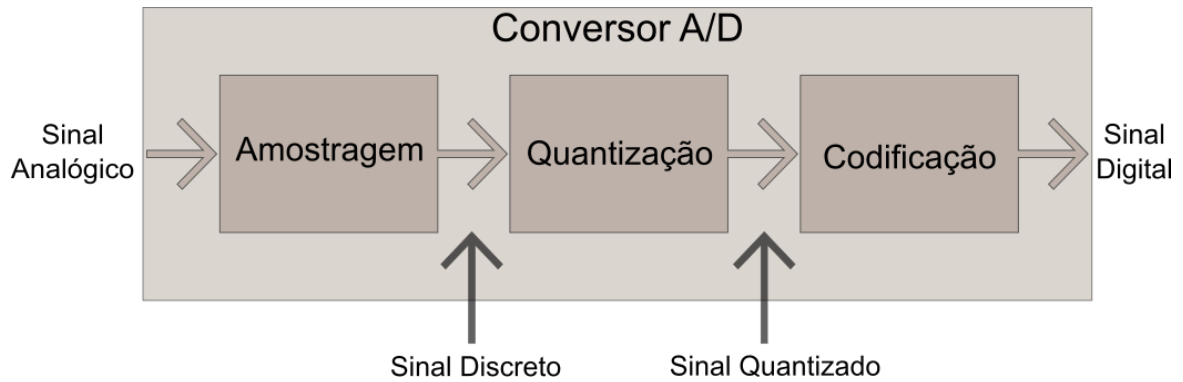 Conversor A/D
Sinal
Analógico
Amostragem
Quantização
Codificação
Sinal
Digital
Sinal Discreto
Sinal Quantizado